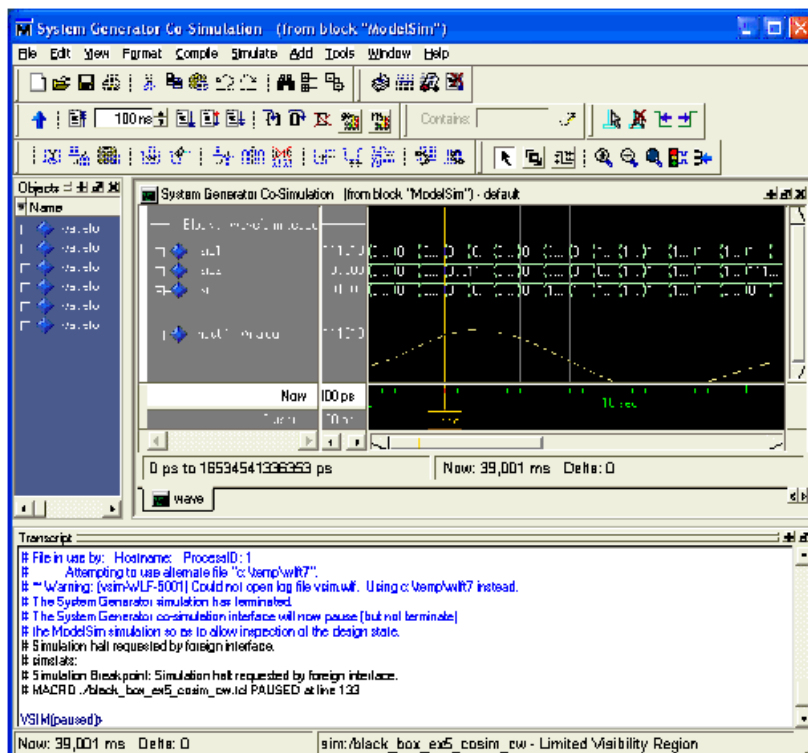 System Generator Co-Simulation (from block "ModelSim")
File Edit View Format Compile Simulate Add Tools Window Help
100 ns
Contains:
Objects
Name
System Generator Co-Simulation (from block "ModelSim") - default
Now
100 ps
10 sec
0 ps to 16534541336353 ps
Now: 39,001 ms Delta: 0
wave
Transcript
# File in use by: Hostname: ProcessID: 1
# Attempting to use alternate file "c:\temp\wlft7".
# ** Warning: (vsim-WLF-5001) Could not open log file vsim.wlf. Using c:\temp\wlft7 instead.
# The System Generator simulation has terminated.
# The System Generator co-simulation interface will now pause (but not terminate)
# the ModelSim simulation so as to allow inspection of the design state.
# Simulation halt requested by foreign interface.
# simstats:
# Simulation Breakpoint: Simulation halt requested by foreign interface.
# MACRO ./black_box_ex5_cosim_cw.tcl PAUSED at line 133
VSIM(paused)>
Now: 39,001 ms Delta: 0
sim:/black_box_ex5_cosim_cw - Limited Visibility Region